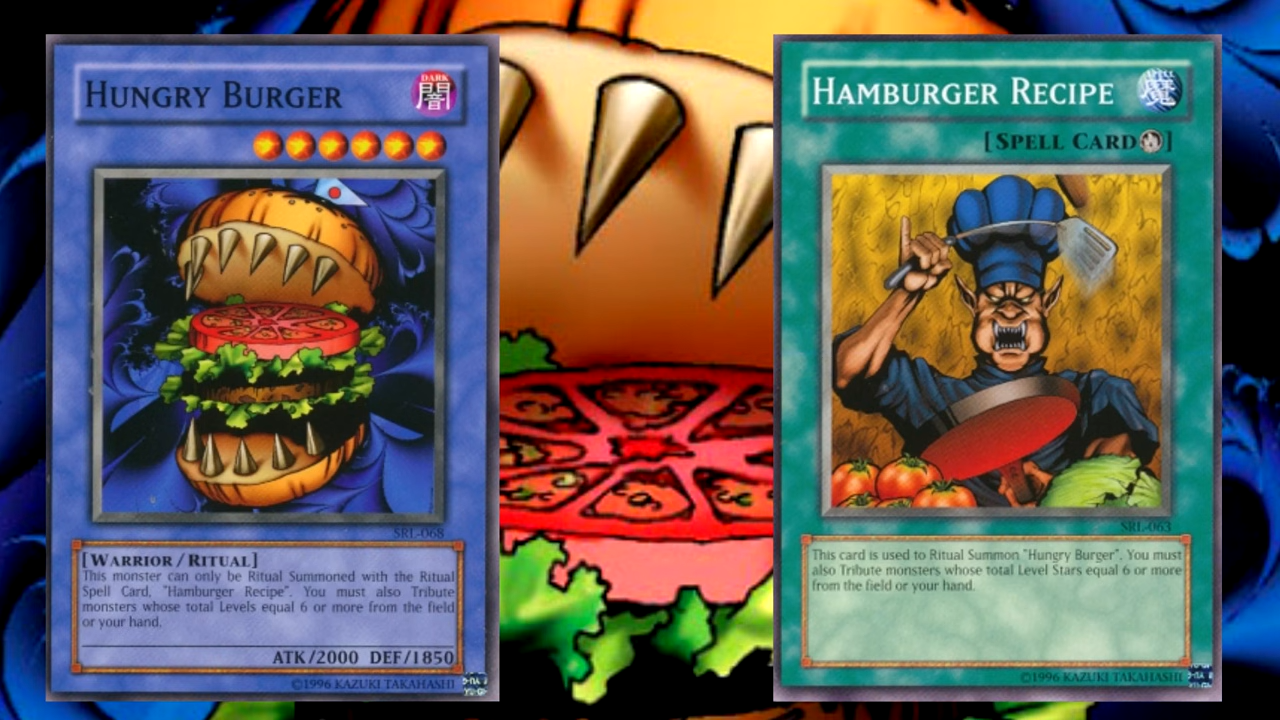 HUNGRY BURGER
DARK
闇
SRL-068
[WARRIOR/RITUAL]
This monster can only be Ritual Summoned with the Ritual
Spell Card, "Hamburger Recipe". You must also Tribute
monsters whose total Levels equal 6 or more from the field
or your hand.
ATK/2000 DEF/1850
©1996 KAZUKI TAKAHASHI
HAMBURGER RECIPE
魔
[SPELL CARD]
SRL-063
This card is used to Ritual Summon "Hungry Burger". You must
also Tribute monsters whose total Level Stars equal 6 or more
from the field or your hand.
©1996 KAZUKI TAKAHASHI